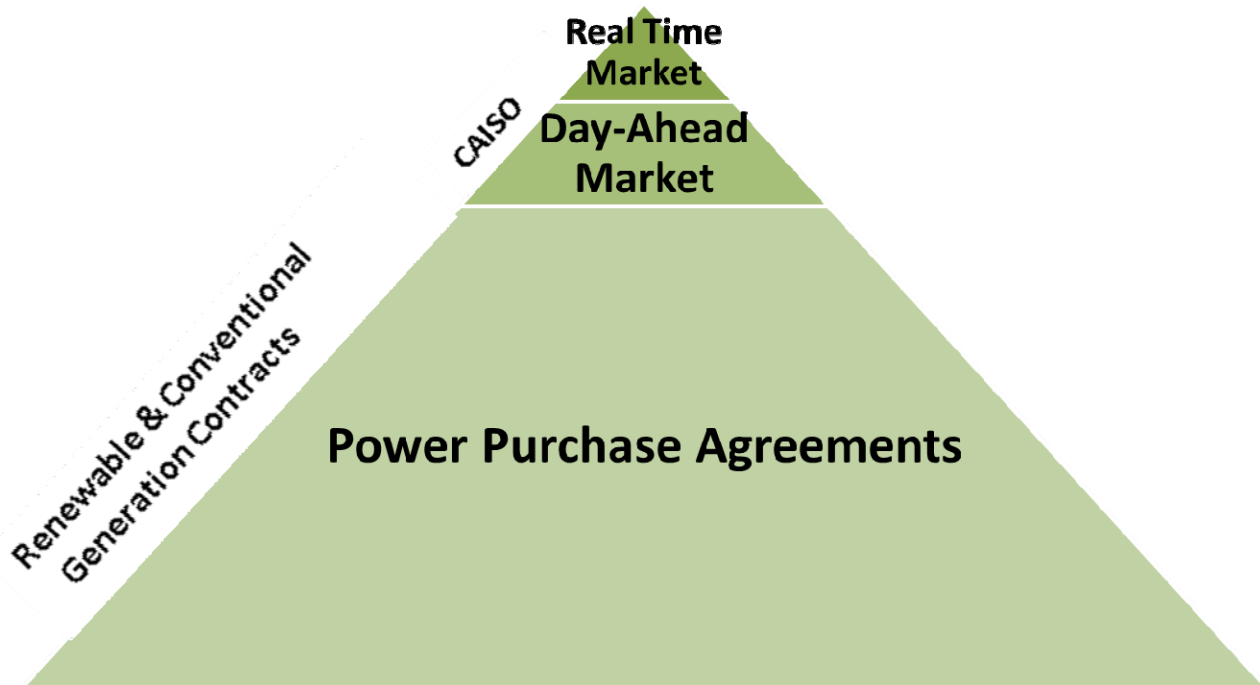 Real Time
Market
CAISO
Day-Ahead
Market
Renewable & Conventional
Generation Contracts
Power Purchase Agreements